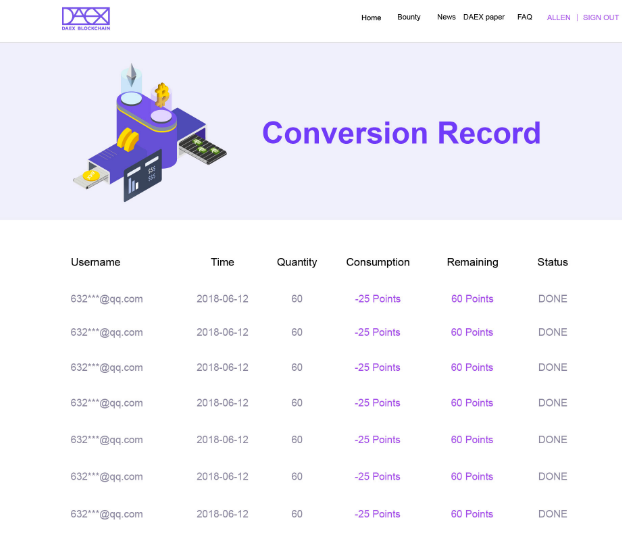 DAEX
DAEX BLOCKCHAIN
Home Bounty News DAEX paper FAQ ALLEN | SIGN OUT
Conversion Record
Username Time Quantity Consumption Remaining Status
632***@qq.com 2018-06-12 60 -25 Points 60 Points DONE
632***@qq.com 2018-06-12 60 -25 Points 60 Points DONE
632***@qq.com 2018-06-12 60 -25 Points 60 Points DONE
632***@qq.com 2018-06-12 60 -25 Points 60 Points DONE
632***@qq.com 2018-06-12 60 -25 Points 60 Points DONE
632***@qq.com 2018-06-12 60 -25 Points 60 Points DONE
632***@qq.com 2018-06-12 60 -25 Points 60 Points DONE